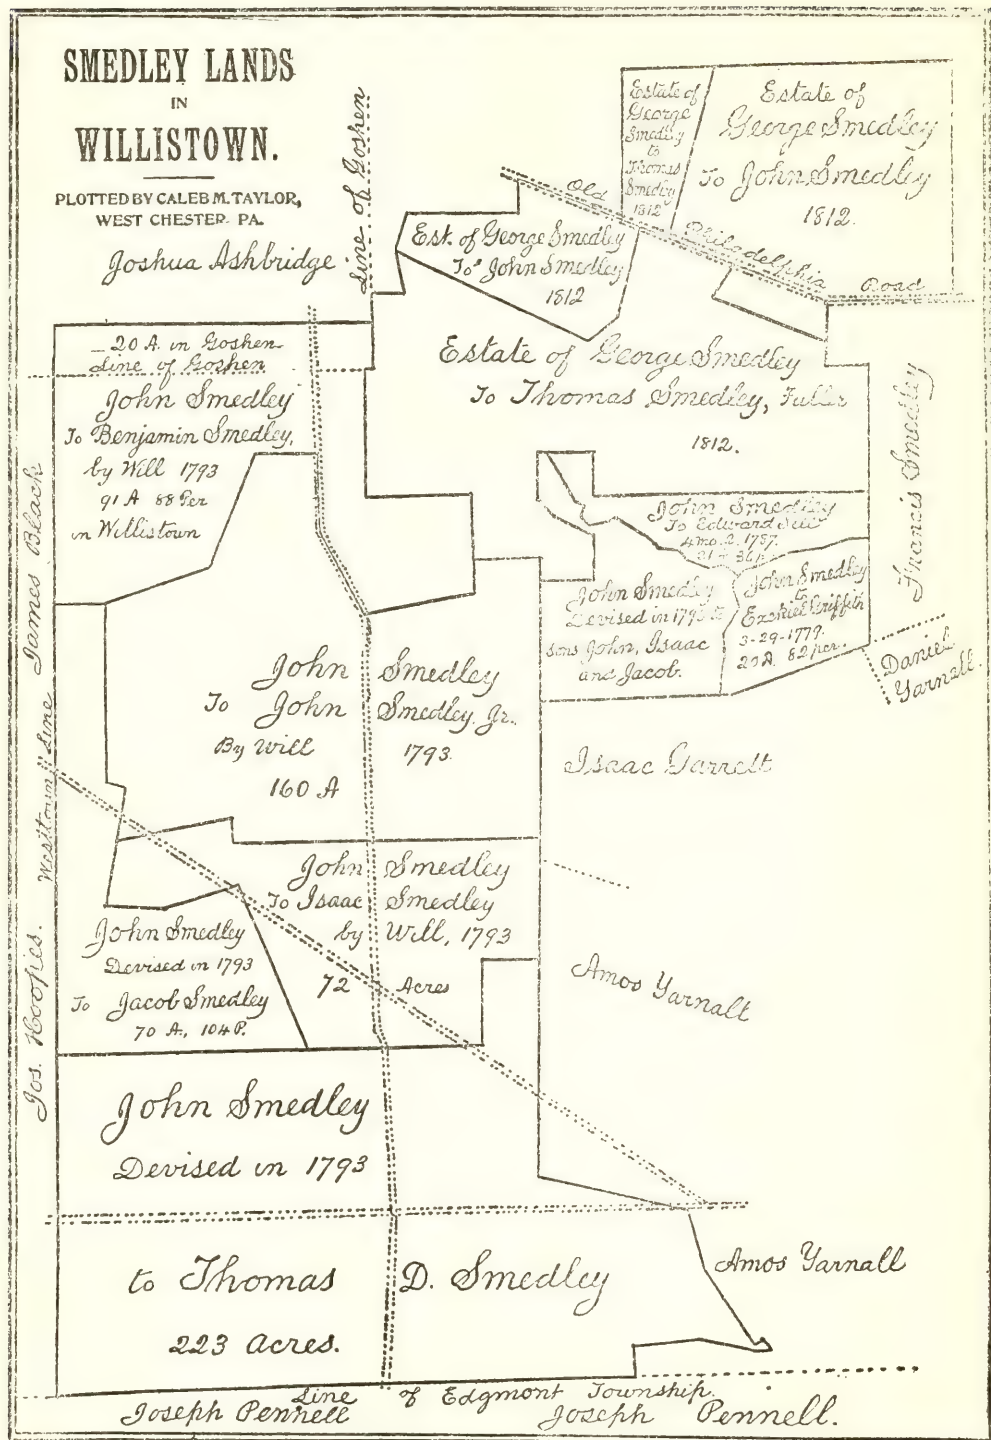 SMEDLEY LANDS
IN
WILLISTOWN.
PLOTTED BY CALEB M. TAYLOR,
WEST CHESTER PA.
Joshua Ashbridge
Line of Goshen
Estate of
George
Smedley
to
Thomas
Smedley
1812
Estate of
George Smedley
To John Smedley
1812.
Old Philadelphia Road
Est. of George Smedley
To John Smedley
1812
Estate of George Smedley
To Thomas Smedley, Fuller
1812.
20 A. in Goshen
Line of Goshen
John Smedley
To Benjamin Smedley,
by Will 1793
91 A 88 Per
in Willistown
James Black
Francis Smedley
John Smedley
To Edward
4 mo. 2. 1787.
John Smedley
to
Ezekiel Griffith
3-29-1779.
20 A. 82 per.
John Smedley
Devised in 1793 to
sons John, Isaac
and Jacob.
Daniel
Yarnall.
John Smedley
To John Smedley, Jr.
By Will 1793.
160 A
Isaac Garrett
Westtown Line
John Smedley
To Isaac Smedley
by Will, 1793
72 Acres
John Smedley
Devised in 1793
To Jacob Smedley
70 A., 104 P.
Amos Yarnalt
Jos. Hoopies.
John Smedley
Devised in 1793
to Thomas D. Smedley
223 Acres.
Amos Yarnall
Line of Edgmont Township.
Joseph Pennell
Joseph Pennell.